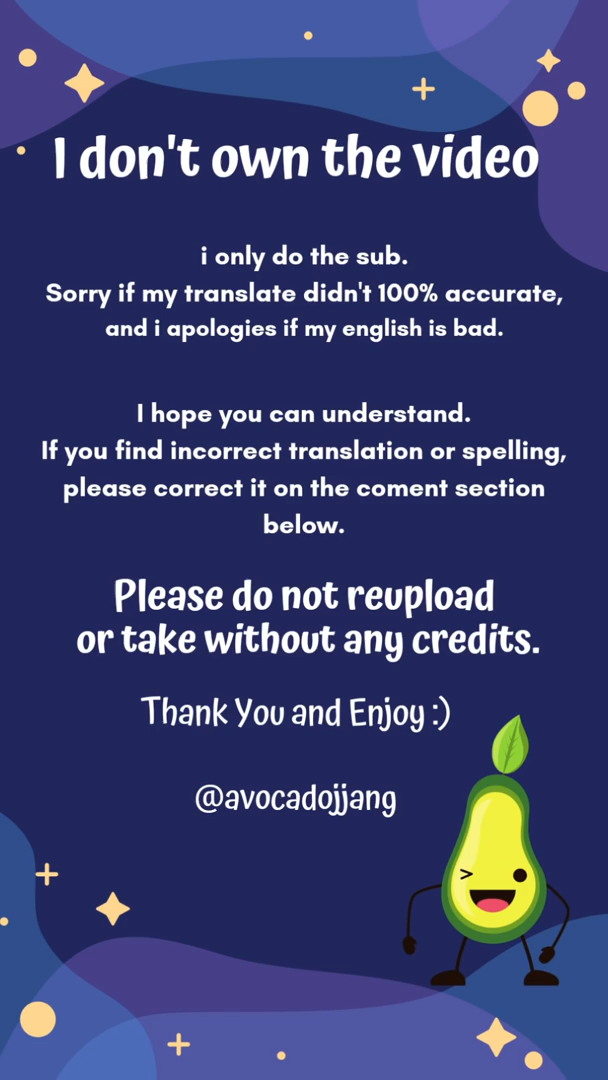 I don't own the video
i only do the sub.
Sorry if my translate didn't 100% accurate,
and i apologies if my english is bad.
I hope you can understand.
If you find incorrect translation or spelling,
please correct it on the coment section
below.
Please do not reupload
or take without any credits.
Thank You and Enjoy :)
@avocadojjang